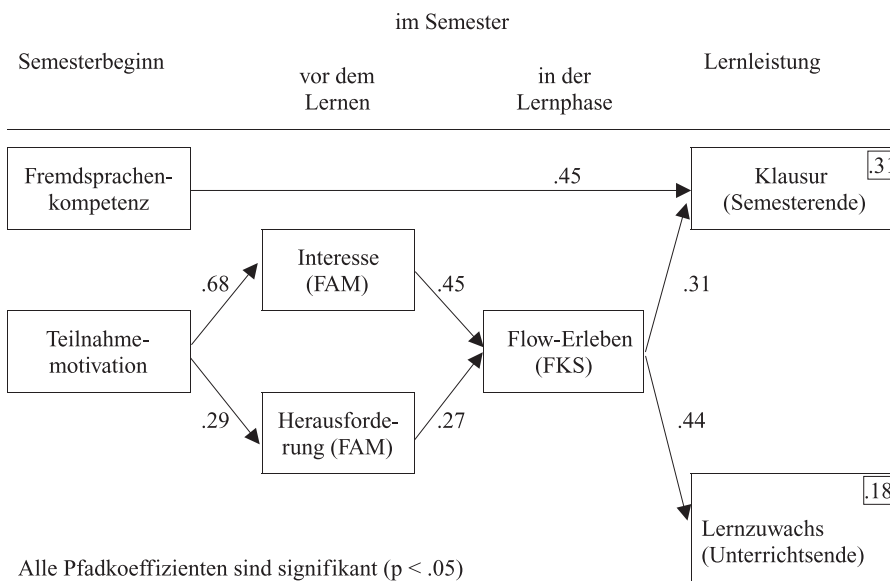 im Semester
Semesterbeginn
vor dem
Lernen
in der
Lernphase
Lernleistung
Fremdsprachen-
kompetenz
.45
Klausur
(Semesterende)
.31
Interesse
(FAM)
.68
.45
.31
Teilnahme-
motivation
Flow-Erleben
(FKS)
.29
Herausforde-
rung (FAM)
.27
.44
.18
Lernzuwachs
(Unterrichtsende)
Alle Pfadkoeffizienten sind signifikant (p < .05)